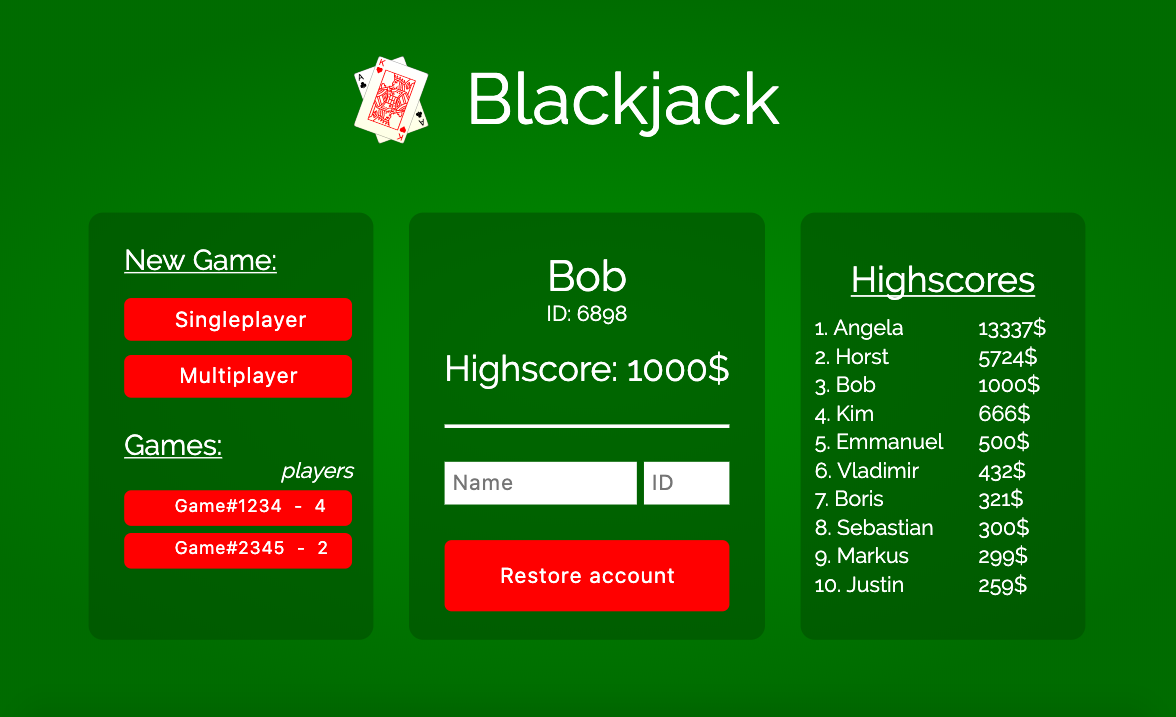 Blackjack
A
K
K
A
New Game:
Singleplayer
Multiplayer
Games:
players
Game#1234 - 4
Game#2345 - 2
Bob
ID: 6898
Highscore: 1000$
Name ID
Restore account
Highscores
1. Angela 13337$
2. Horst 5724$
3. Bob 1000$
4. Kim 666$
5. Emmanuel 500$
6. Vladimir 432$
7. Boris 321$
8. Sebastian 300$
9. Markus 299$
10. Justin 259$